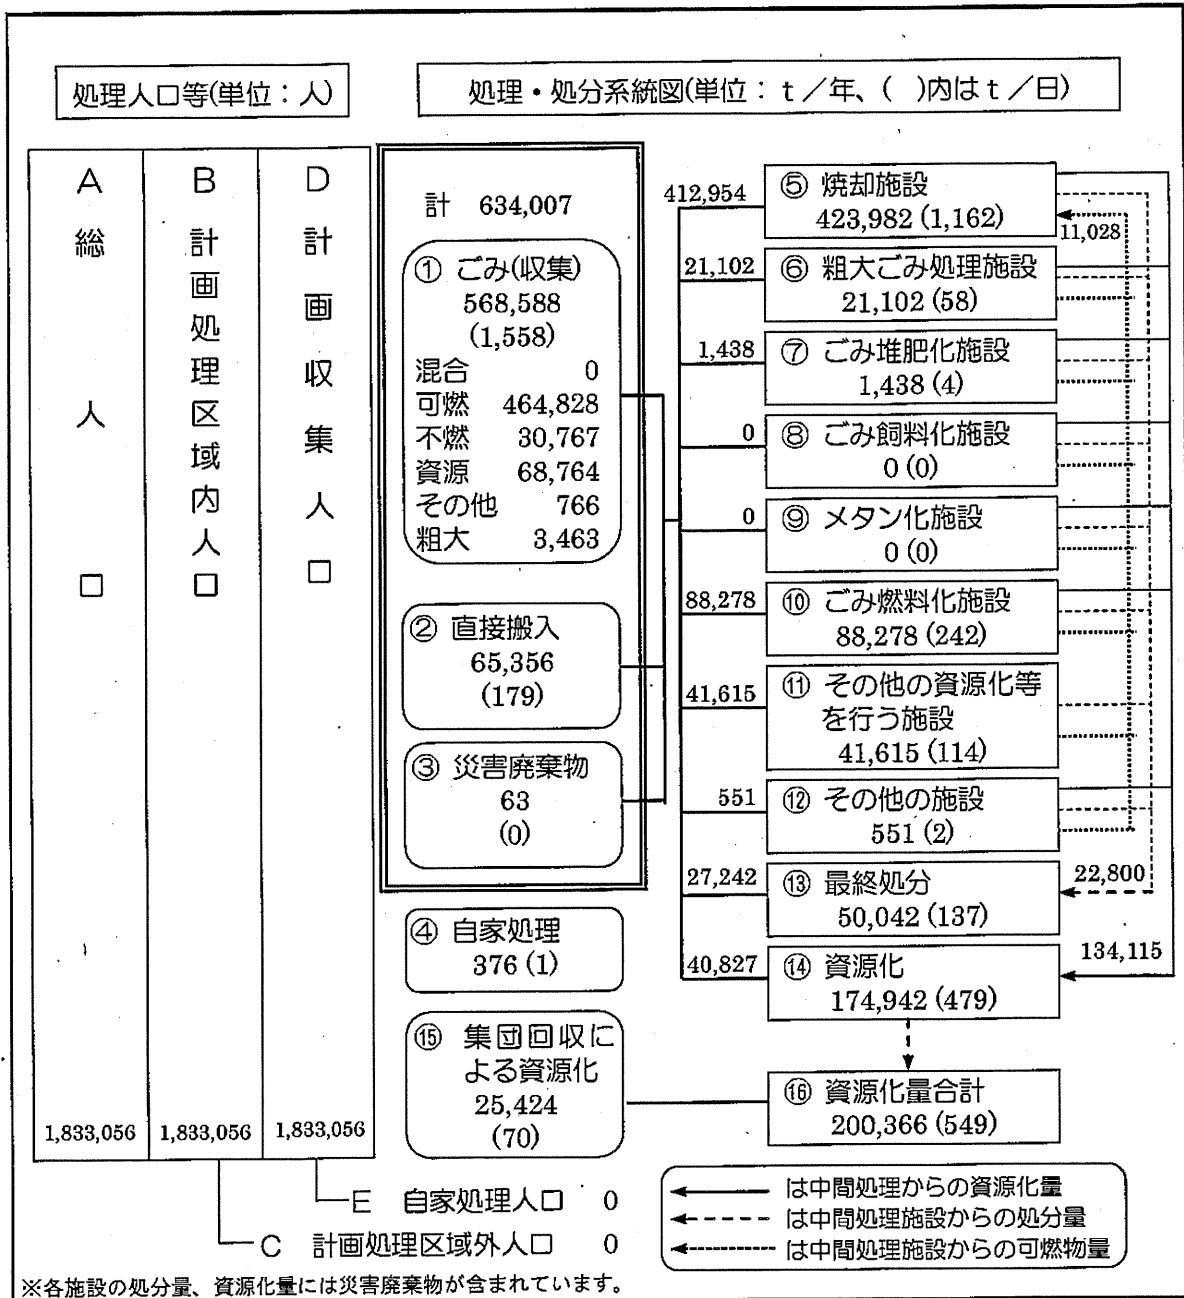 処理人口等(単位：人)
処理・処分系統図(単位：ｔ／年、( )内はｔ／日)
A 総人口
1,833,056
B 計画処理区域内人口
1,833,056
D 計画収集人口
1,833,056
E 自家処理人口 0
C 計画処理区域外人口 0
計 634,007
① ごみ(収集)
568,588
(1,558)
混合 0
可燃 464,828
不燃 30,767
資源 68,764
その他 766
粗大 3,463
② 直接搬入
65,356
(179)
③ 災害廃棄物
63
(0)
④ 自家処理
376 (1)
⑮ 集団回収に
よる資源化
25,424
(70)
412,954
⑤ 焼却施設
423,982 (1,162)
11,028
21,102
⑥ 粗大ごみ処理施設
21,102 (58)
1,438
⑦ ごみ堆肥化施設
1,438 (4)
0
⑧ ごみ飼料化施設
0 (0)
0
⑨ メタン化施設
0 (0)
88,278
⑩ ごみ燃料化施設
88,278 (242)
41,615
⑪ その他の資源化等
を行う施設
41,615 (114)
551
⑫ その他の施設
551 (2)
27,242
⑬ 最終処分
50,042 (137)
22,800
40,827
⑭ 資源化
174,942 (479)
134,115
⑯ 資源化量合計
200,366 (549)
は中間処理からの資源化量
は中間処理施設からの処分量
は中間処理施設からの可燃物量
※各施設の処分量、資源化量には災害廃棄物が含まれています。